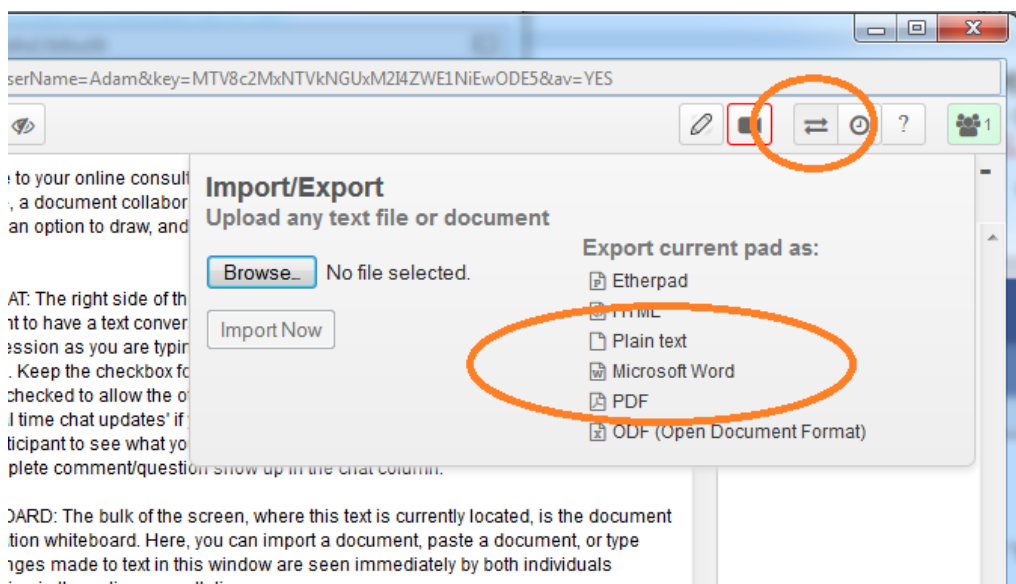 X
serName=Adam&key=MTV8c2MxNTVkNGUxM2I4ZWE1NiEwODE5&av=YES
? 1
to your online consult
, a document collabor
an option to draw, and
Import/Export
Upload any text file or document
Browse… No file selected.
Import Now
Export current pad as:
Etherpad
HTML
Plain text
Microsoft Word
PDF
ODF (Open Document Format)
AT: The right side of th
nt to have a text conver
ession as you are typin
. Keep the checkbox fo
checked to allow the o
l time chat updates' if
ticipant to see what yo
plete comment/question show up in the chat column.
OARD: The bulk of the screen, where this text is currently located, is the document
tion whiteboard. Here, you can import a document, paste a document, or type
nges made to text in this window are seen immediately by both individuals